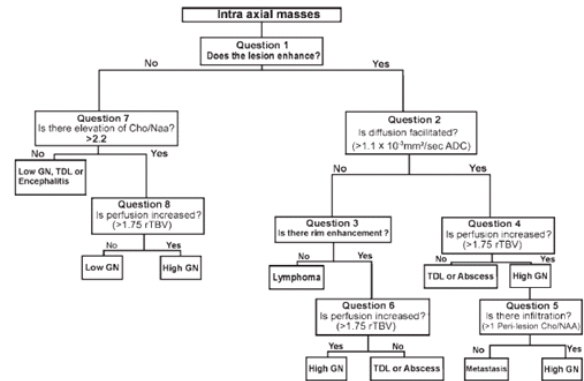 Intra axial masses
Question 1
Does the lesion enhance?
No
Yes
Question 7
Is there elevation of Cho/Naa?
>2.2
Question 2
Is diffusion facilitated?
(>1.1 X 10⁻³mm²/sec ADC)
No
Yes
No
Yes
Low GN, TDL or
Encephalitis
Question 8
Is perfusion increased?
(>1.75 rTBV)
Question 3
Is there rim enhancement ?
Question 4
Is perfusion increased?
(>1.75 rTBV)
No
Yes
No
Yes
No
Yes
Low GN
High GN
Lymphoma
TDL or Abscess
High GN
Question 6
Is perfusion increased?
(>1.75 rTBV)
Question 5
Is there infiltration?
(>1 Peri-lesion Cho/NAA)
Yes
No
No
Yes
High GN
TDL or Abscess
Metastasis
High GN